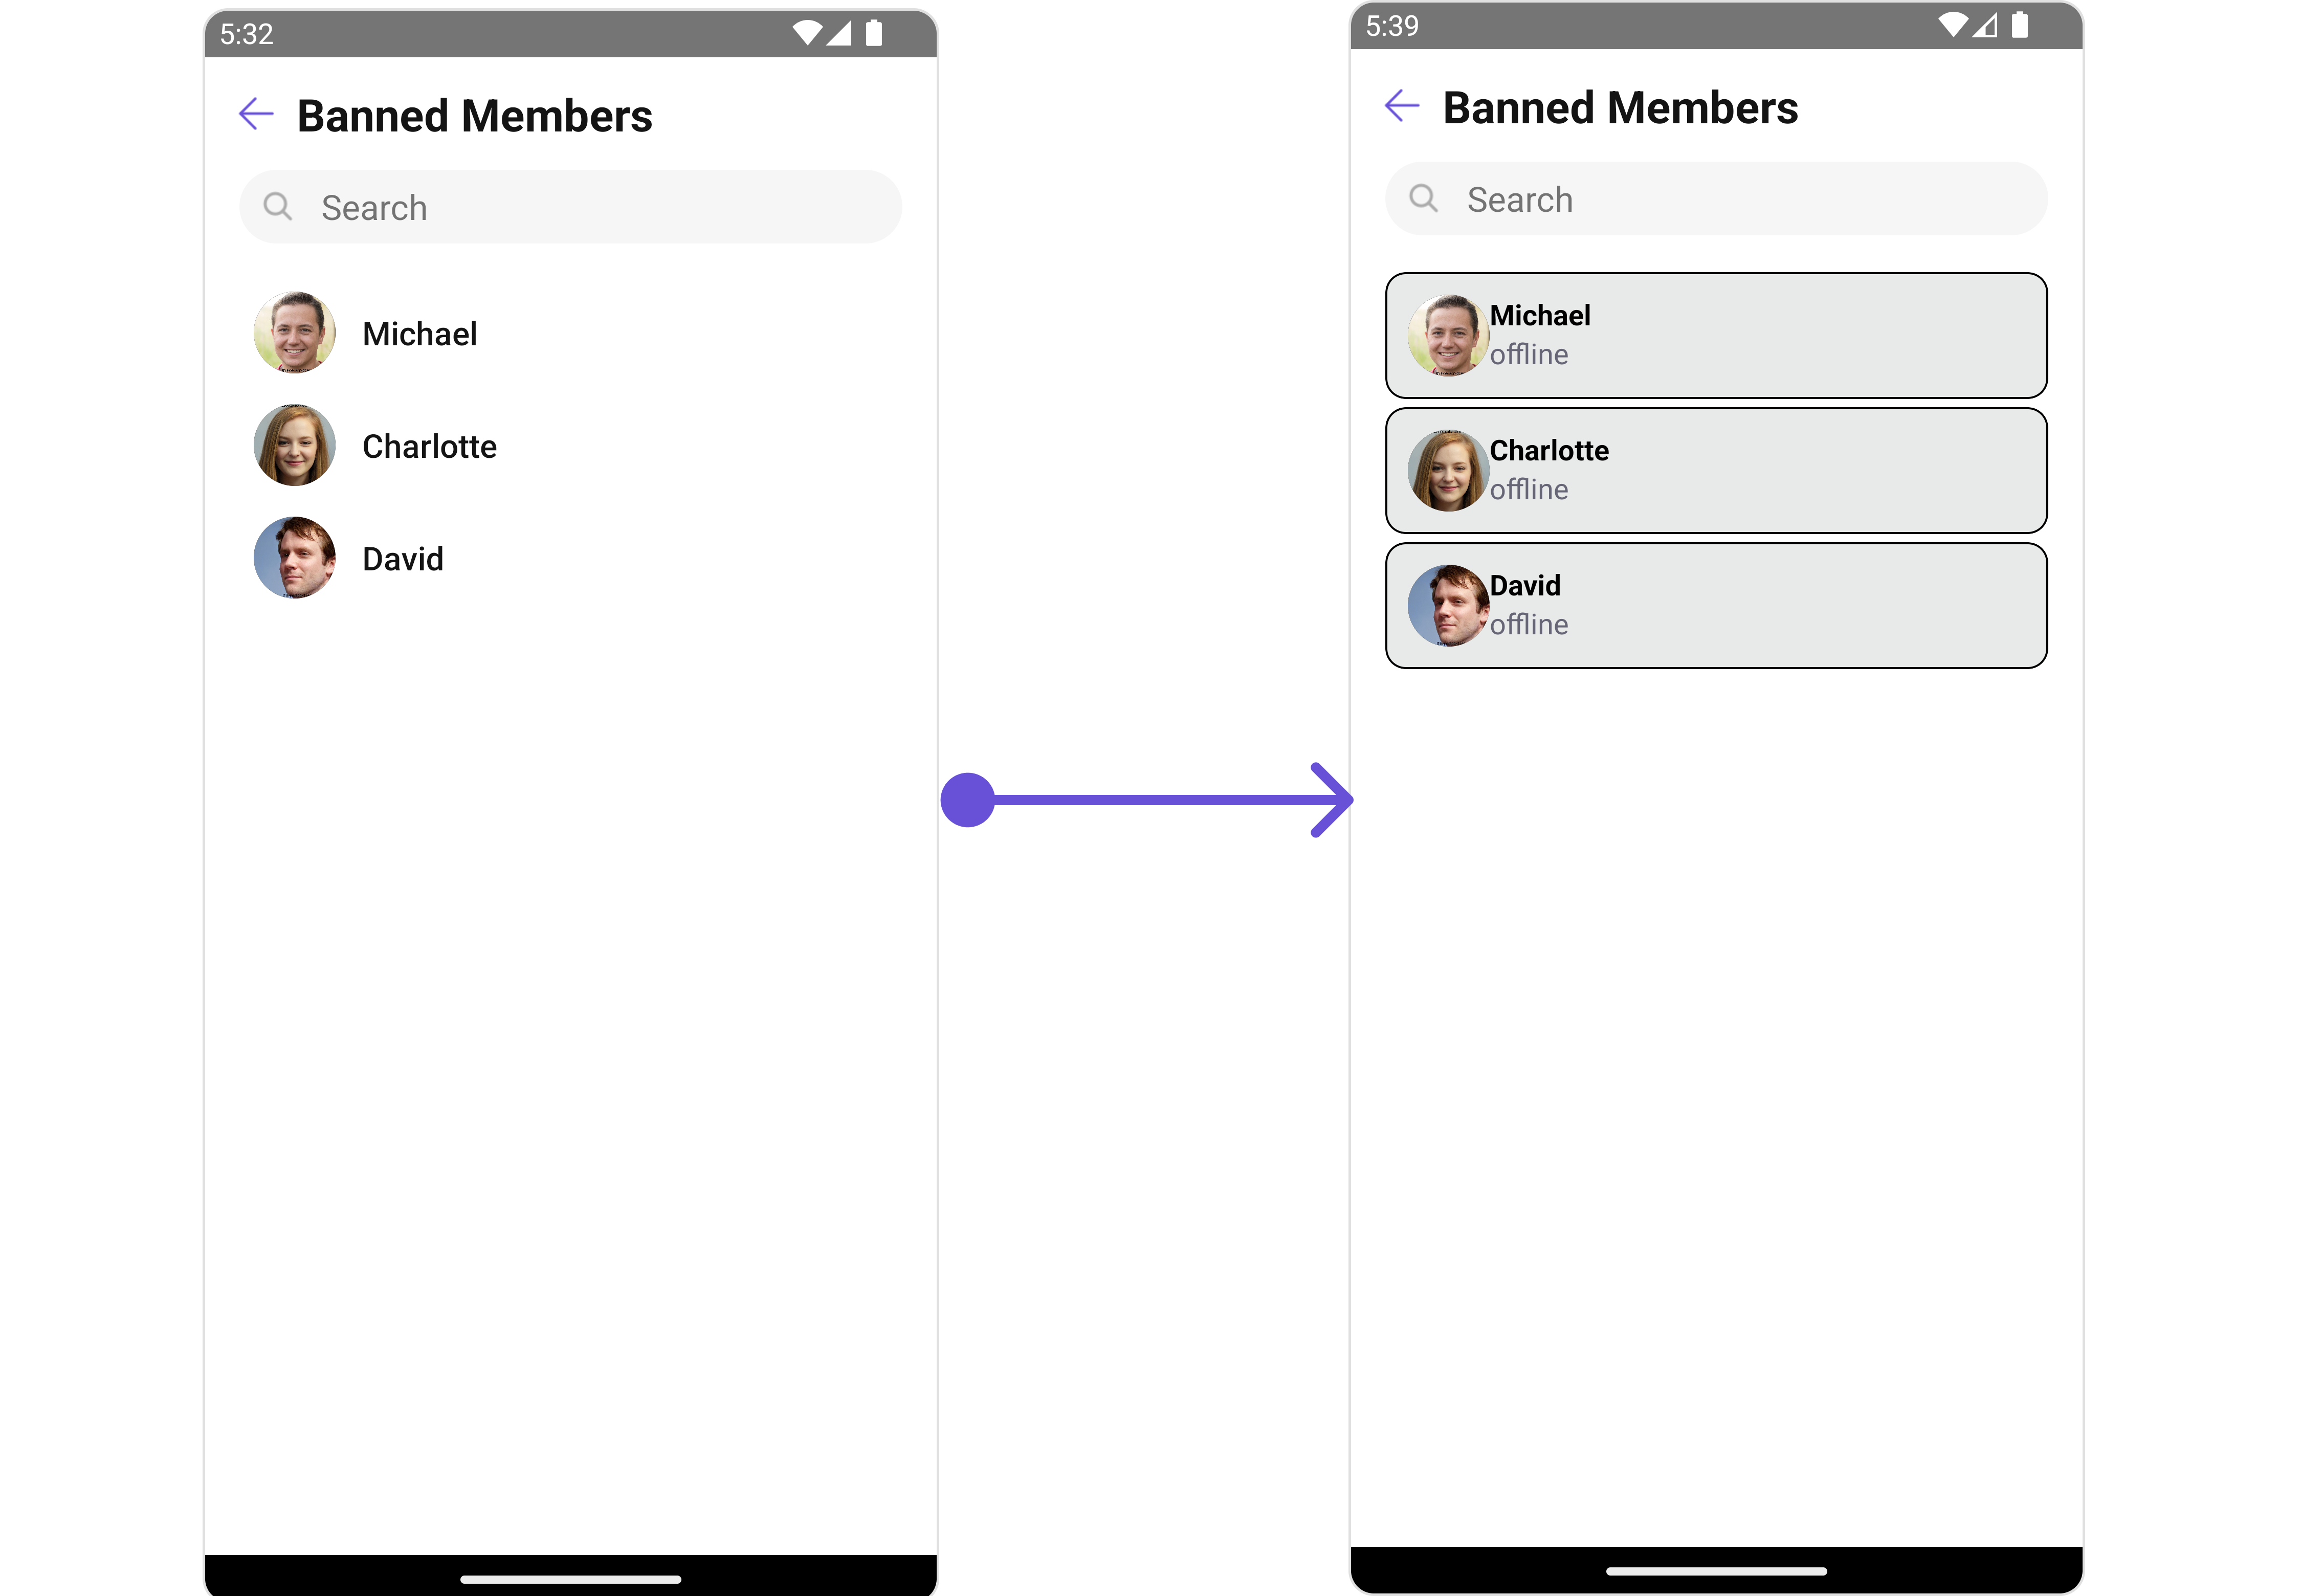 5:32
Banned Members
Search
Michael
Charlotte
David
5:39
Banned Members
Search
Michael
offline
Charlotte
offline
David
offline